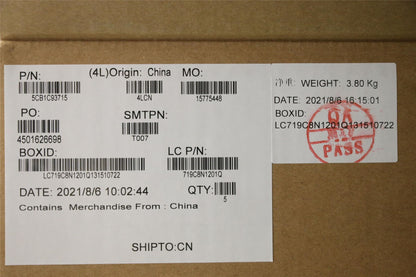 P/N: (4L)Origin: China MO:
5CB1C93715 4LCN 15775448
PO: SMTPN:
4501626698 T007
BOXID: LC P/N:
LC719C8N1201Q131510722 719C8N1201Q
DATE: 2021/8/6 10:02:44 QTY:
5
Contains Merchandise From : China
SHIPTO:CN
净重: WEIGHT: 3.80 Kg
DATE: 2021/8/6 16:15:01
BOXID:
LC719C8N1201Q131510722
QA
PASS